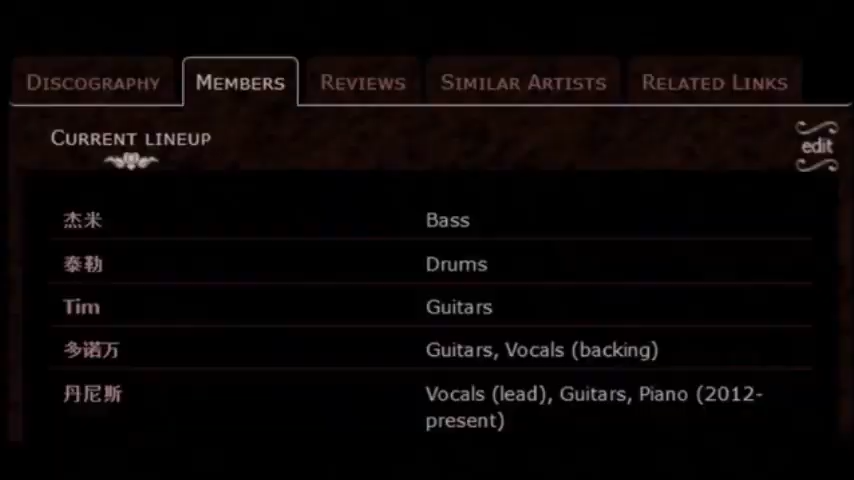 DISCOGRAPHY MEMBERS REVIEWS SIMILAR ARTISTS RELATED LINKS
CURRENT LINEUP
edit
杰米 Bass
泰勒 Drums
Tim Guitars
多诺万 Guitars, Vocals (backing)
丹尼斯 Vocals (lead), Guitars, Piano (2012-
present)